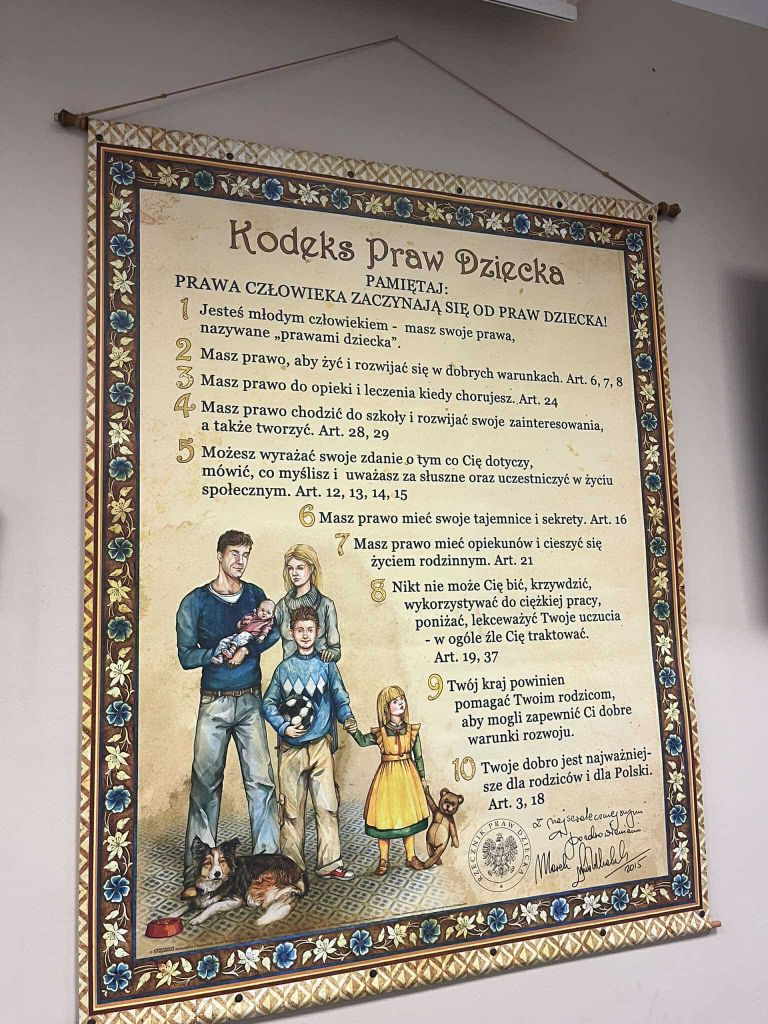 Kodeks Praw Dziecka
PAMIĘTAJ:
PRAWA CZŁOWIEKA ZACZYNAJĄ SIĘ OD PRAW DZIECKA!
1 Jesteś młodym człowiekiem - masz swoje prawa,
nazywane „prawami dziecka”.
2 Masz prawo, aby żyć i rozwijać się w dobrych warunkach. Art. 6, 7, 8
3 Masz prawo do opieki i leczenia kiedy chorujesz. Art. 24
4 Masz prawo chodzić do szkoły i rozwijać swoje zainteresowania,
a także tworzyć. Art. 28, 29
5 Możesz wyrażać swoje zdanie o tym co Cię dotyczy,
mówić, co myślisz i uważasz za słuszne oraz uczestniczyć w życiu
społecznym. Art. 12, 13, 14, 15
6 Masz prawo mieć swoje tajemnice i sekrety. Art. 16
7 Masz prawo mieć opiekunów i cieszyć się
życiem rodzinnym. Art. 21
8 Nikt nie może Cię bić, krzywdzić,
wykorzystywać do ciężkiej pracy,
poniżać, lekceważyć Twoje uczucia
- w ogóle źle Cię traktować.
Art. 19, 37
9 Twój kraj powinien
pomagać Twoim rodzicom,
aby mogli zapewnić Ci dobre
warunki rozwoju.
10 Twoje dobro jest najważniej-
sze dla rodziców i dla Polski.
Art. 3, 18
z najserdeczniejszymi
pozdrowieniami
Marek
2015
RZECZNIK PRAW DZIECKA